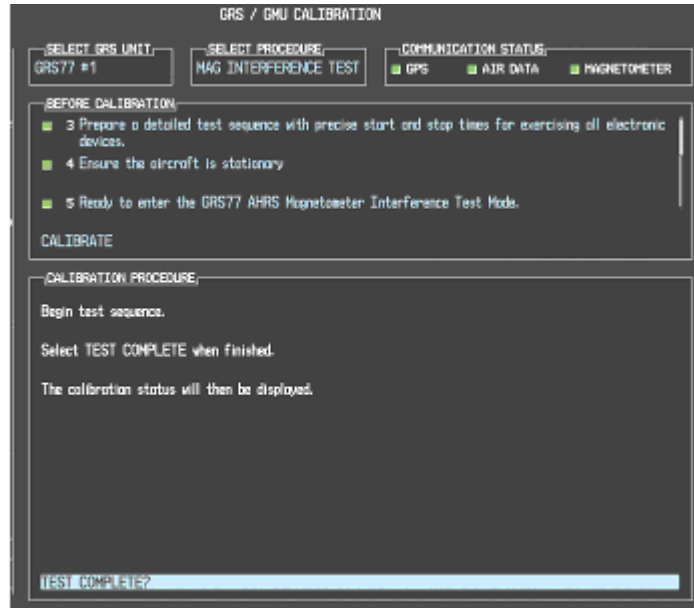 GRS / GMU CALIBRATION
SELECT GRS UNIT
GRS77 #1
SELECT PROCEDURE
MAG INTERFERENCE TEST
COMMUNICATION STATUS
GPS AIR DATA MAGNETOMETER
BEFORE CALIBRATION
3 Prepare a detailed test sequence with precise start and stop times for exercising all electronic
devices.
4 Ensure the aircraft is stationary
5 Ready to enter the GRS77 AHRS Magnetometer Interference Test Mode.
CALIBRATE
CALIBRATION PROCEDURE
Begin test sequence.
Select TEST COMPLETE when finished.
The calibration status will then be displayed.
TEST COMPLETE?